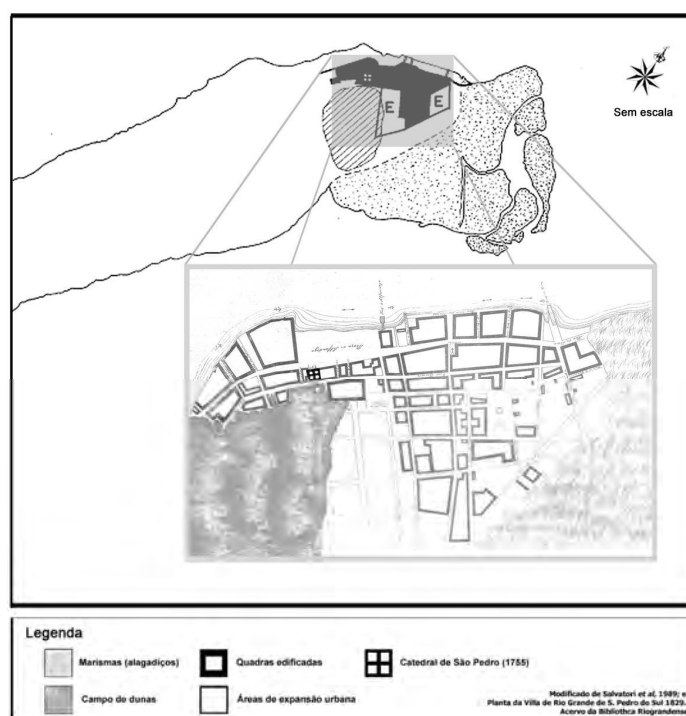 Sem escala
E
E
Legenda
Marismas (alagadiços)
Quadras edificadas
Catedral de São Pedro (1755)
Campo de dunas
Áreas de expansão urbana
Modificado de Salvatori et al, 1989; e
Planta da Villa de Rio Grande de S. Pedro do Sul 1829.
Acervo da Bibliothca Riograndense